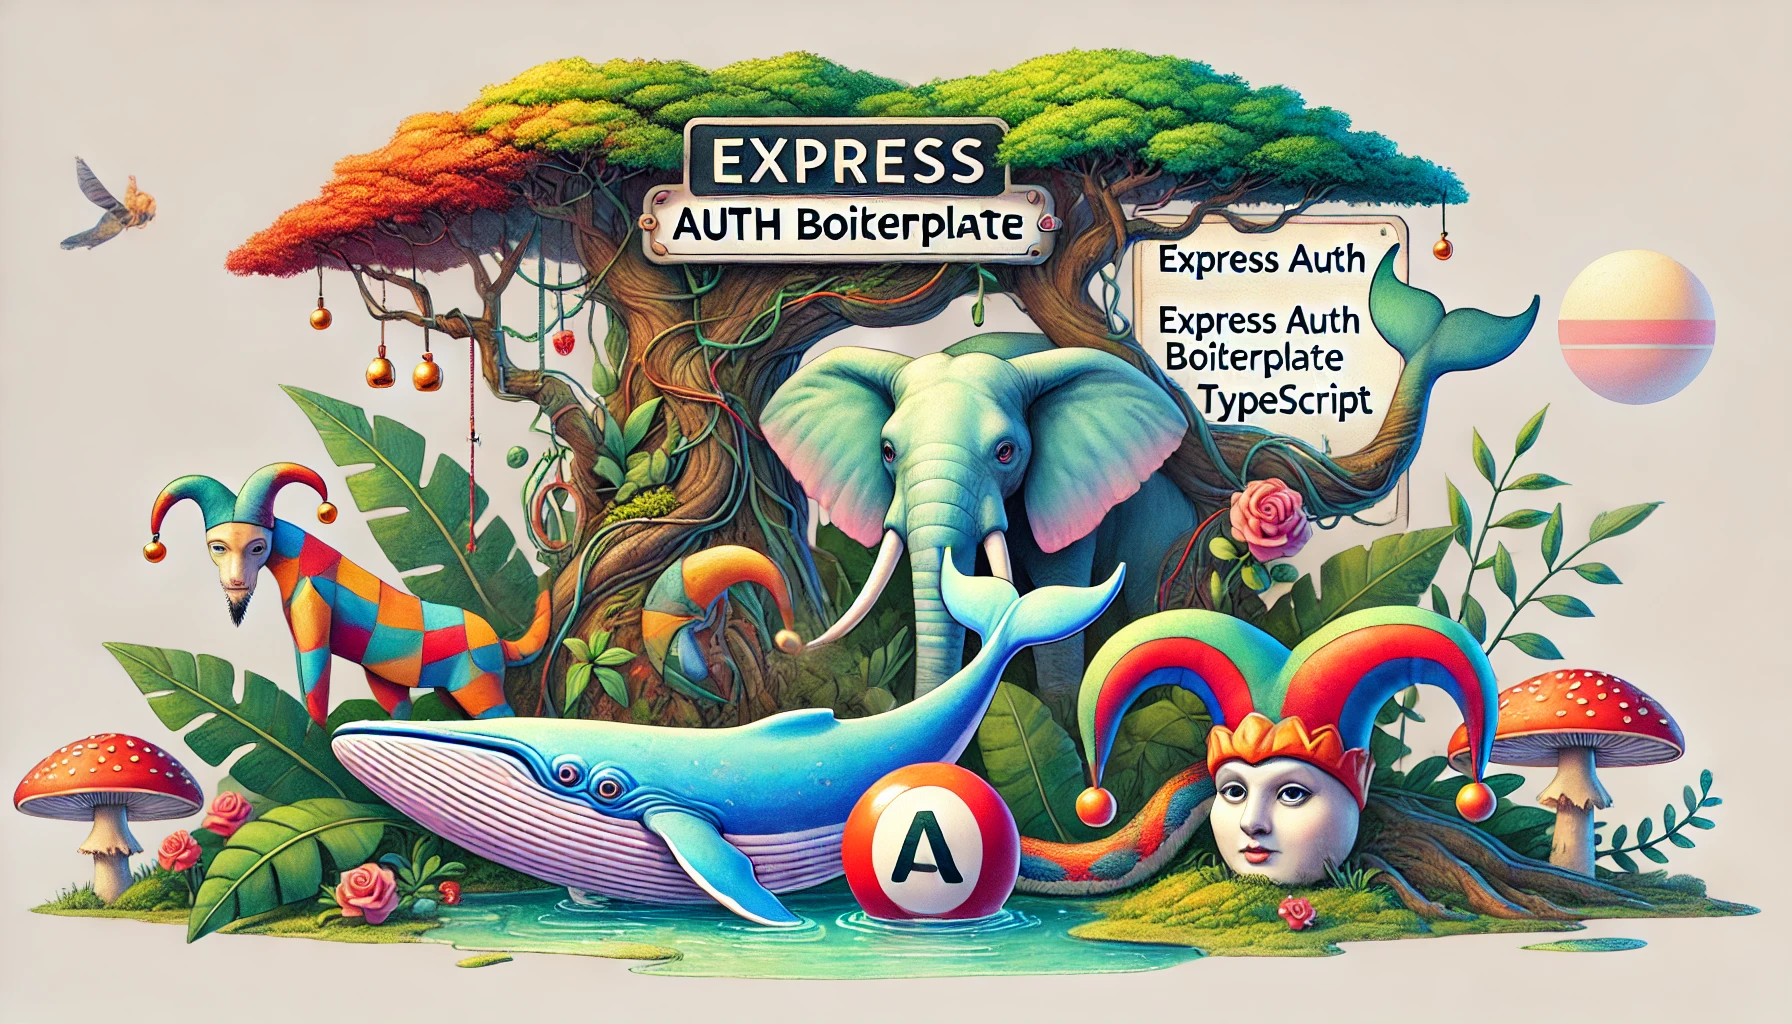 EXPRESS
AUTH Boiterplate
Express Auth
Express Auth
Boiterplate
TypeScript
A